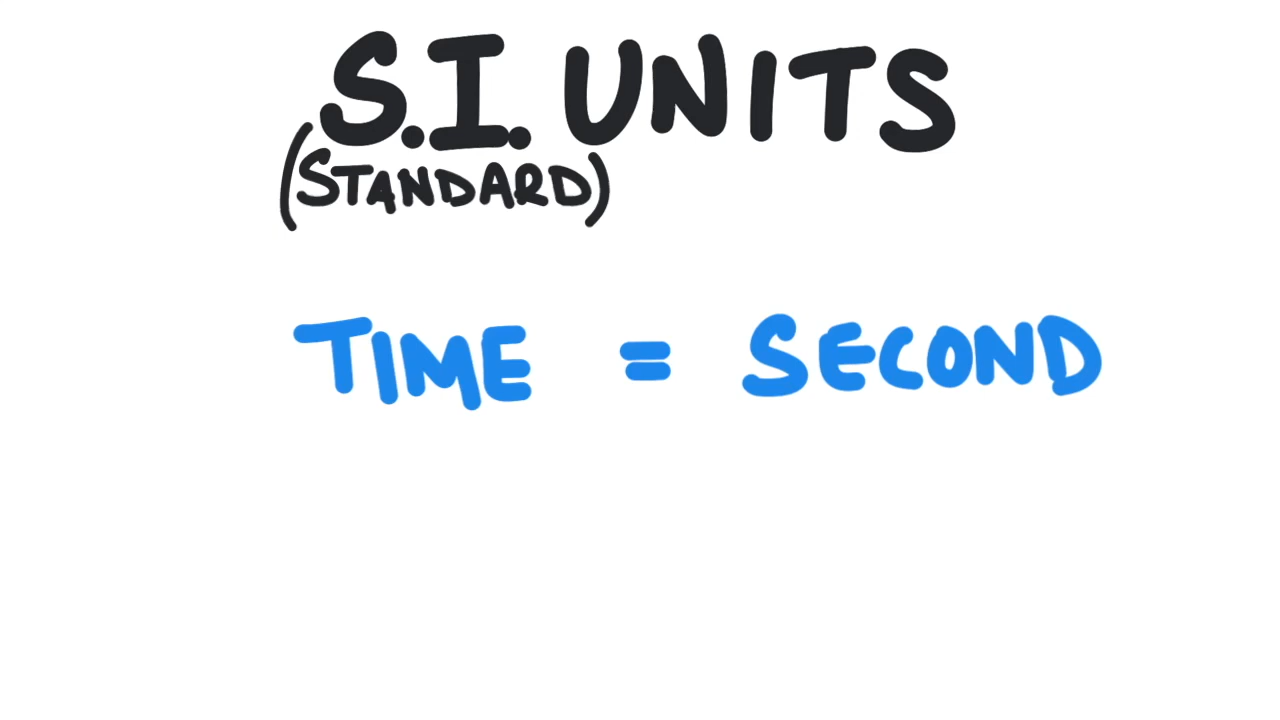 S.I. UNITS
(STANDARD)
TIME = SECOND